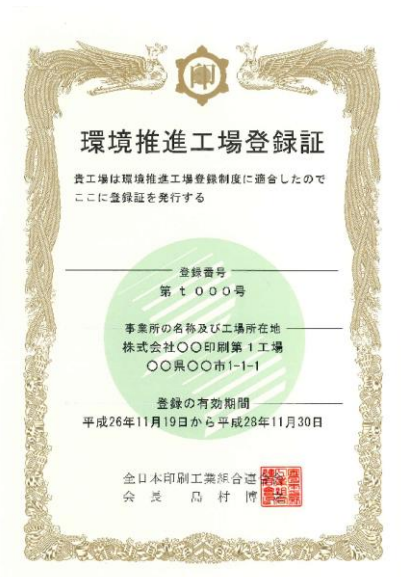 印
環境推進工場登録証
貴工場は環境推進工場登録制度に適合したので
ここに登録証を発行する
登録番号
第t000号
事業所の名称及び工場所在地
株式会社〇〇印刷第1工場
〇〇県〇〇市1-1-1
登録の有効期間
平成26年11月19日から平成28年11月30日
全日本印刷工業組合連
会長 島村博